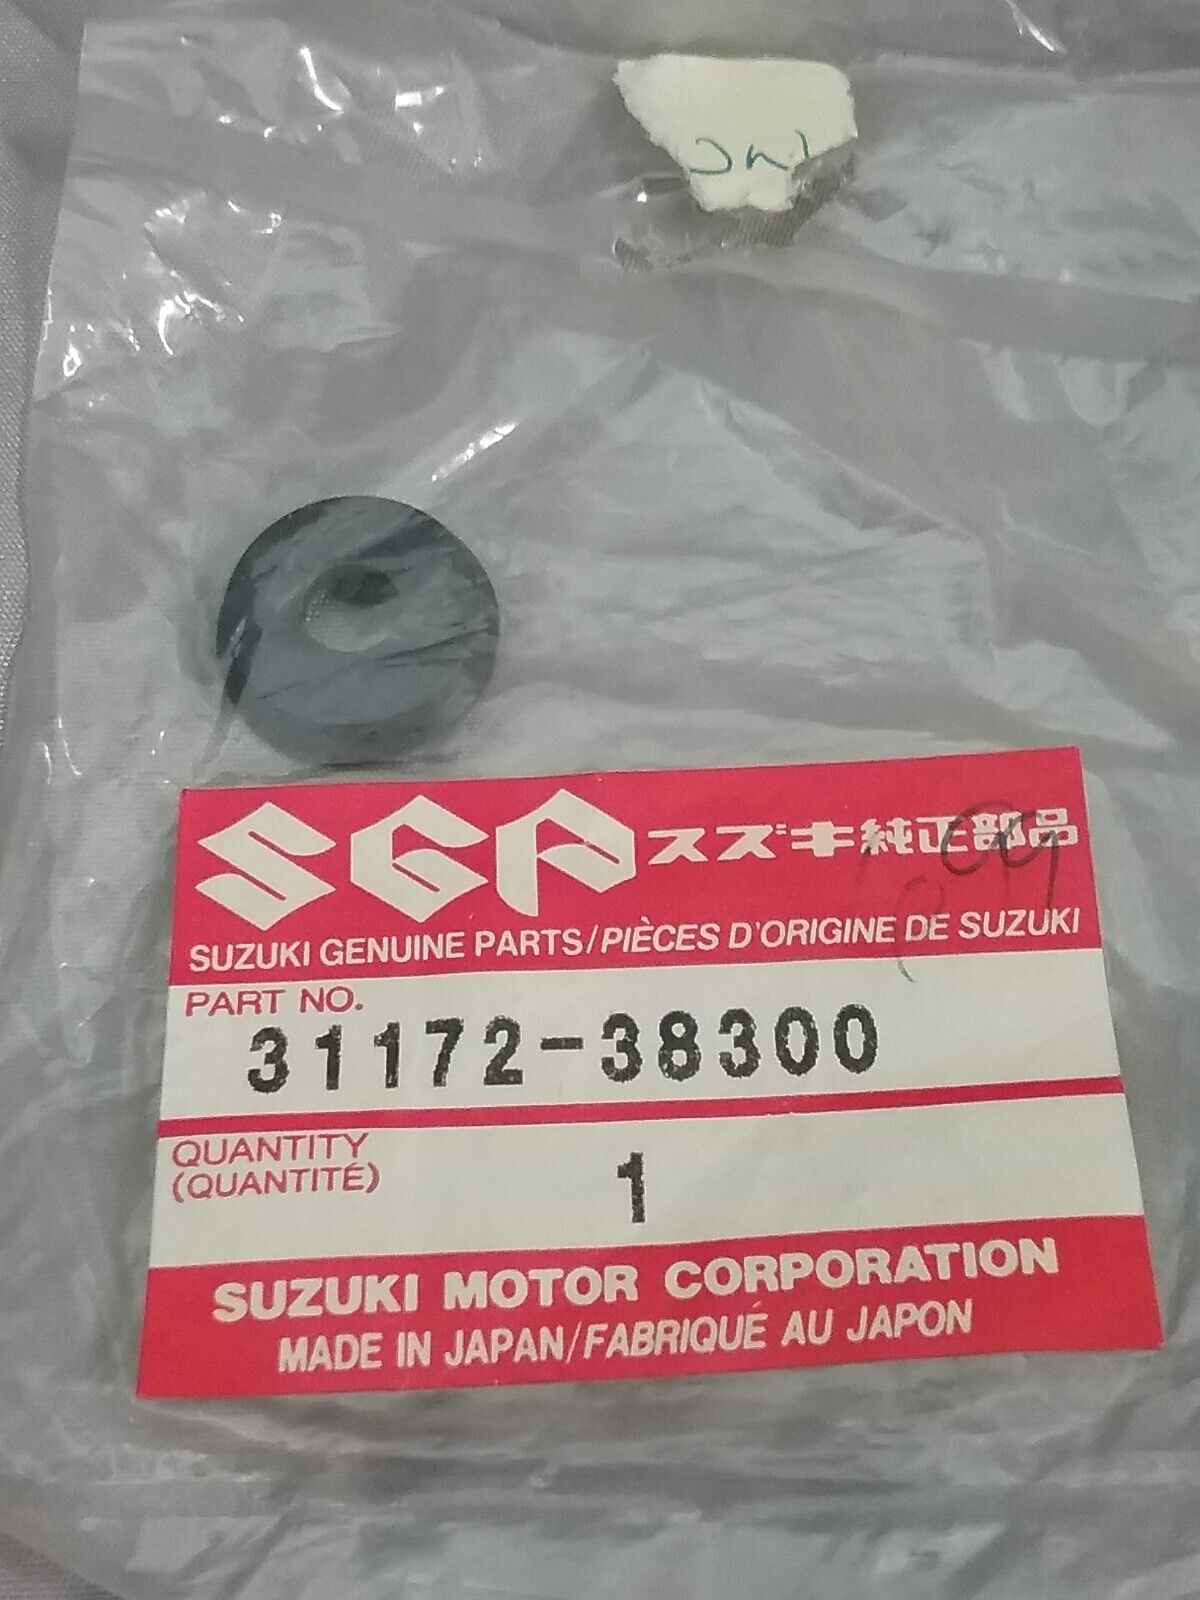 SGP スズキ純正部品
SUZUKI GENUINE PARTS/PIÈCES D'ORIGINE DE SUZUKI
PART NO.
31172-38300
QUANTITY
(QUANTITÉ)
1
SUZUKI MOTOR CORPORATION
MADE IN JAPAN/FABRIQUÉ AU JAPON